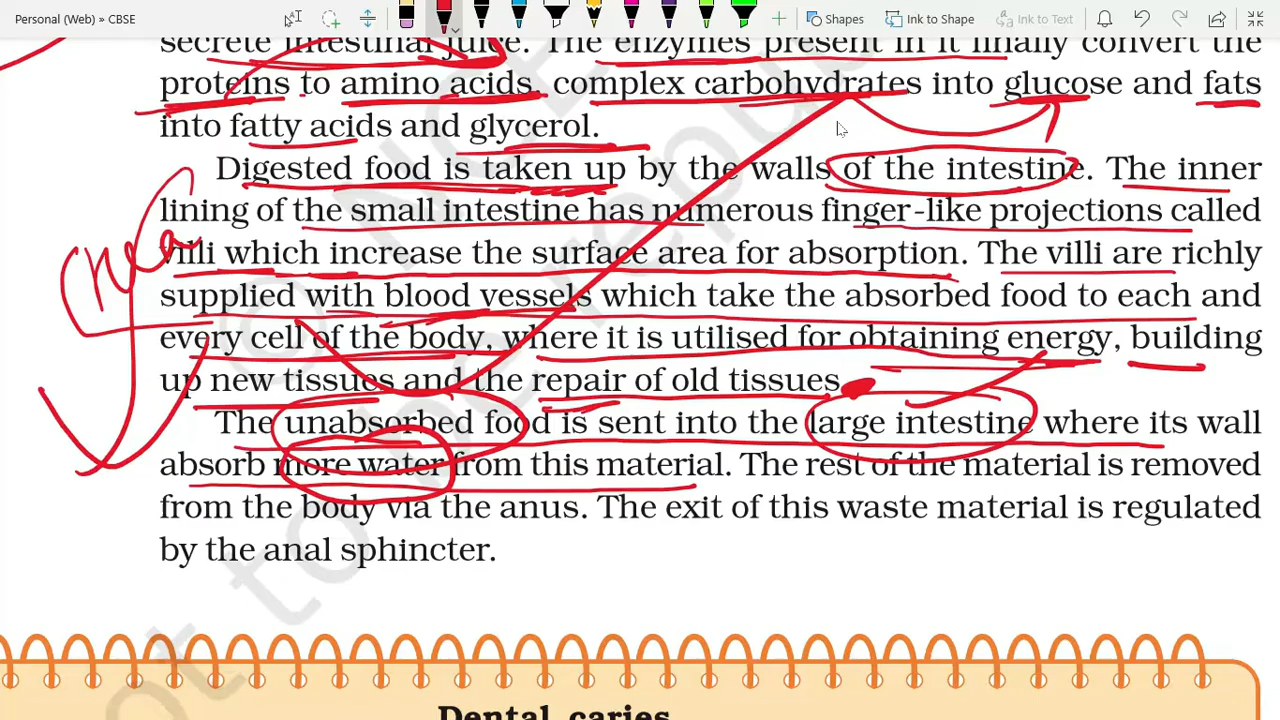 Personal (Web) » CBSE
Shapes
Ink to Shape
Ink to Text
secrete intestinal juice. The enzymes present in it finally convert the
proteins to amino acids, complex carbohydrates into glucose and fats
into fatty acids and glycerol.
Digested food is taken up by the walls of the intestine. The inner
lining of the small intestine has numerous finger-like projections called
villi which increase the surface area for absorption. The villi are richly
supplied with blood vessels which take the absorbed food to each and
every cell of the body, where it is utilised for obtaining energy, building
up new tissues and the repair of old tissues.
The unabsorbed food is sent into the large intestine where its wall
absorb more water from this material. The rest of the material is removed
from the body via the anus. The exit of this waste material is regulated
by the anal sphincter.
Dental caries